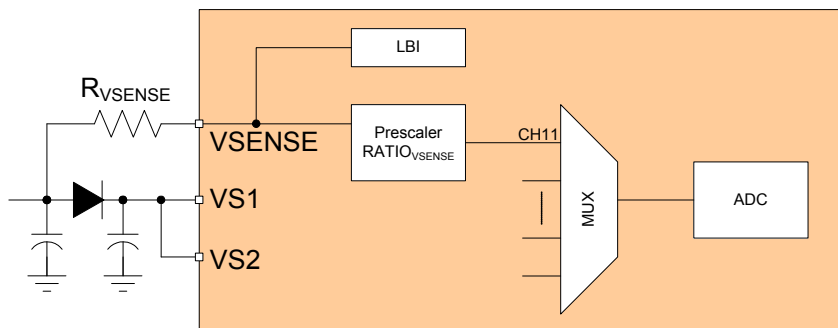 LBI
RVSENSE
VSENSE
Prescaler
RATIOVSENSE
CH11
MUX
ADC
VS1
VS2